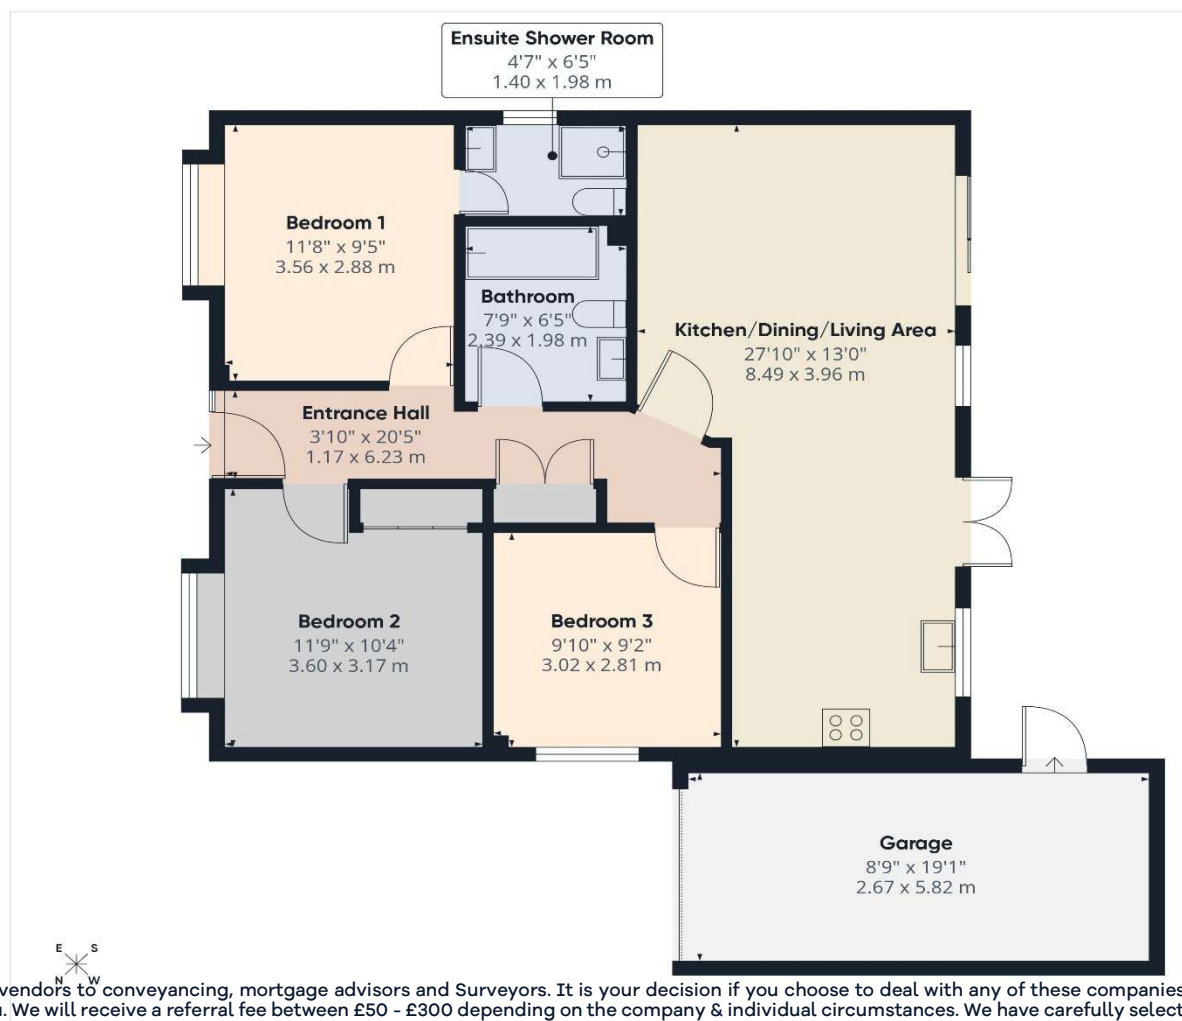 Ensuite Shower Room
4'7" x 6'5"
1.40 x 1.98 m
Bedroom 1
11'8" x 9'5"
3.56 x 2.88 m
Bathroom
7'9" x 6'5"
2.39 x 1.98 m
Kitchen/Dining/Living Area
27'10" x 13'0"
8.49 x 3.96 m
Entrance Hall
3'10" x 20'5"
1.17 x 6.23 m
Bedroom 2
11'9" x 10'4"
3.60 x 3.17 m
Bedroom 3
9'10" x 9'2"
3.02 x 2.81 m
Garage
8'9" x 19'1"
2.67 x 5.82 m
E S
N W
vendors to conveyancing, mortgage advisors and Surveyors. It is your decision if you choose to deal with any of these companies
. We will receive a referral fee between £50 - £300 depending on the company & individual circumstances. We have carefully select